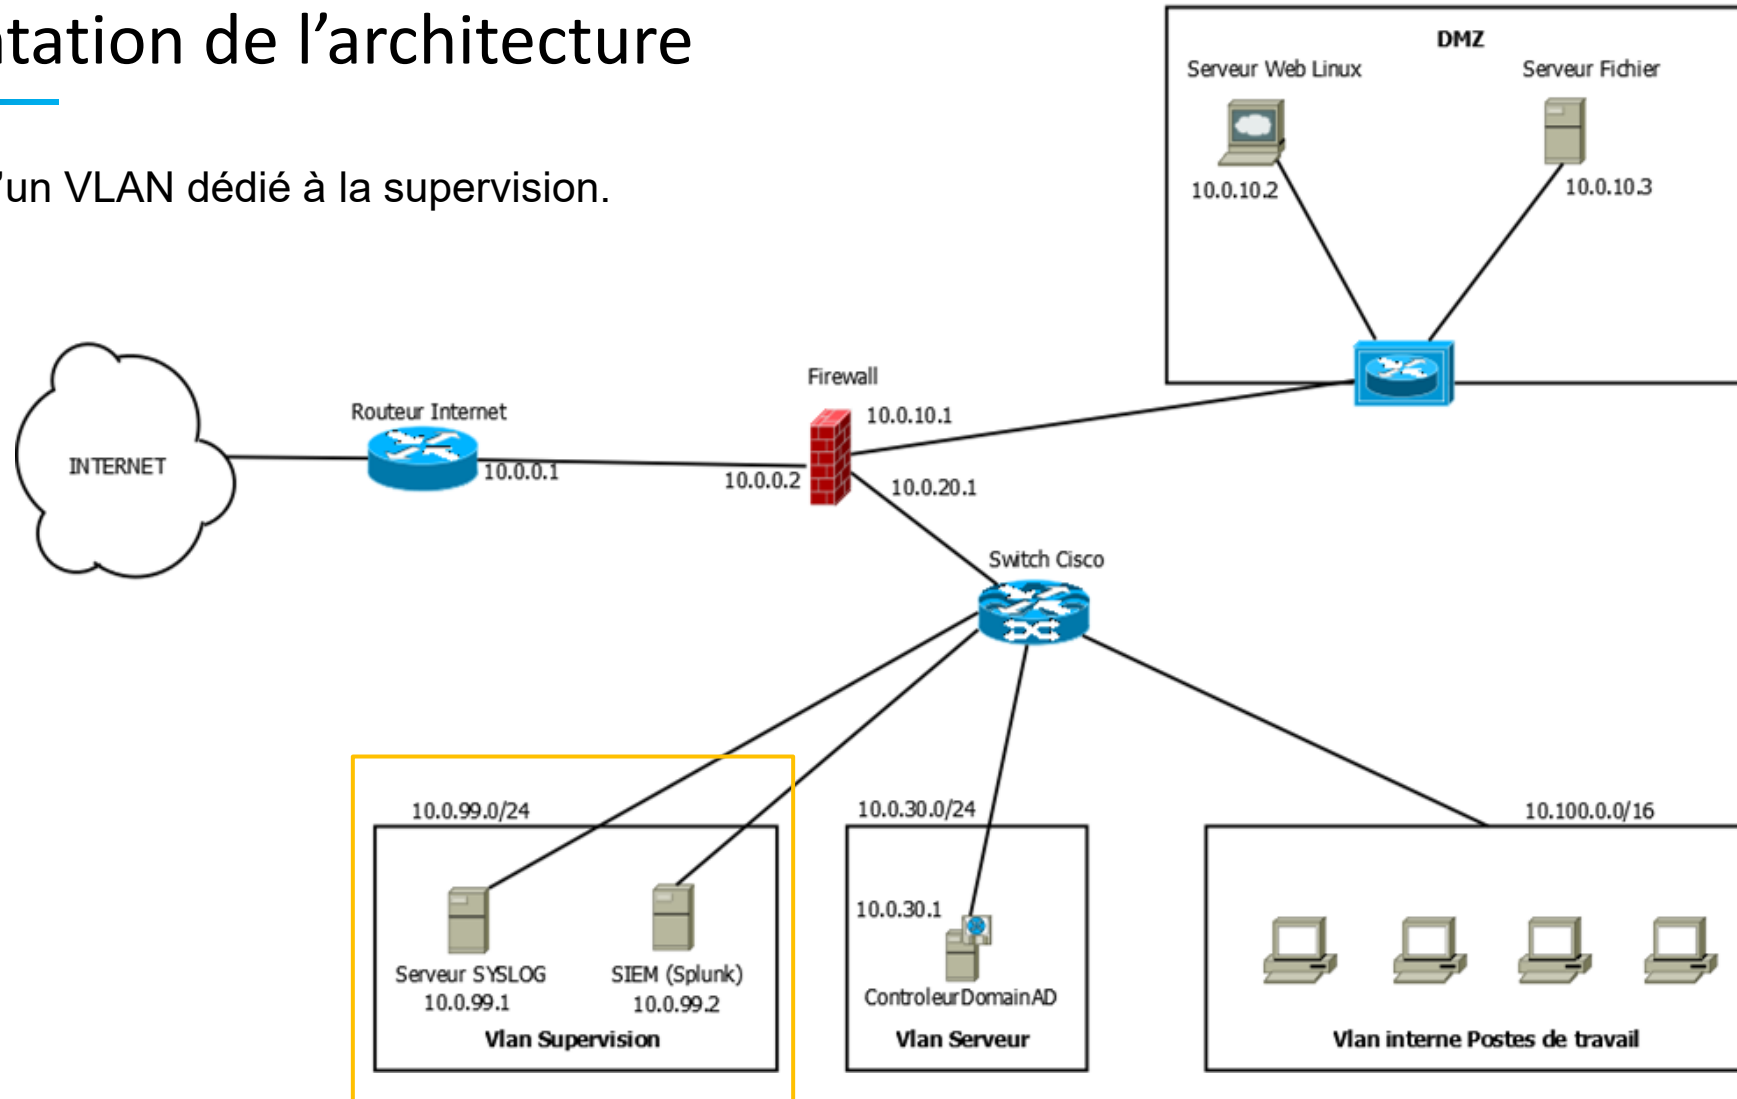 ntation de l’architecture
’un VLAN dédié à la supervision.
DMZ
Serveur Web Linux
Serveur Fichier
10.0.10.2
10.0.10.3
Firewall
Routeur Internet
10.0.10.1
INTERNET
10.0.0.1
10.0.0.2
10.0.20.1
Switch Cisco
10.0.99.0/24
10.0.30.0/24
10.100.0.0/16
10.0.30.1
Serveur SYSLOG
10.0.99.1
SIEM (Splunk)
10.0.99.2
ControleurDomainAD
Vlan Supervision
Vlan Serveur
Vlan interne Postes de travail